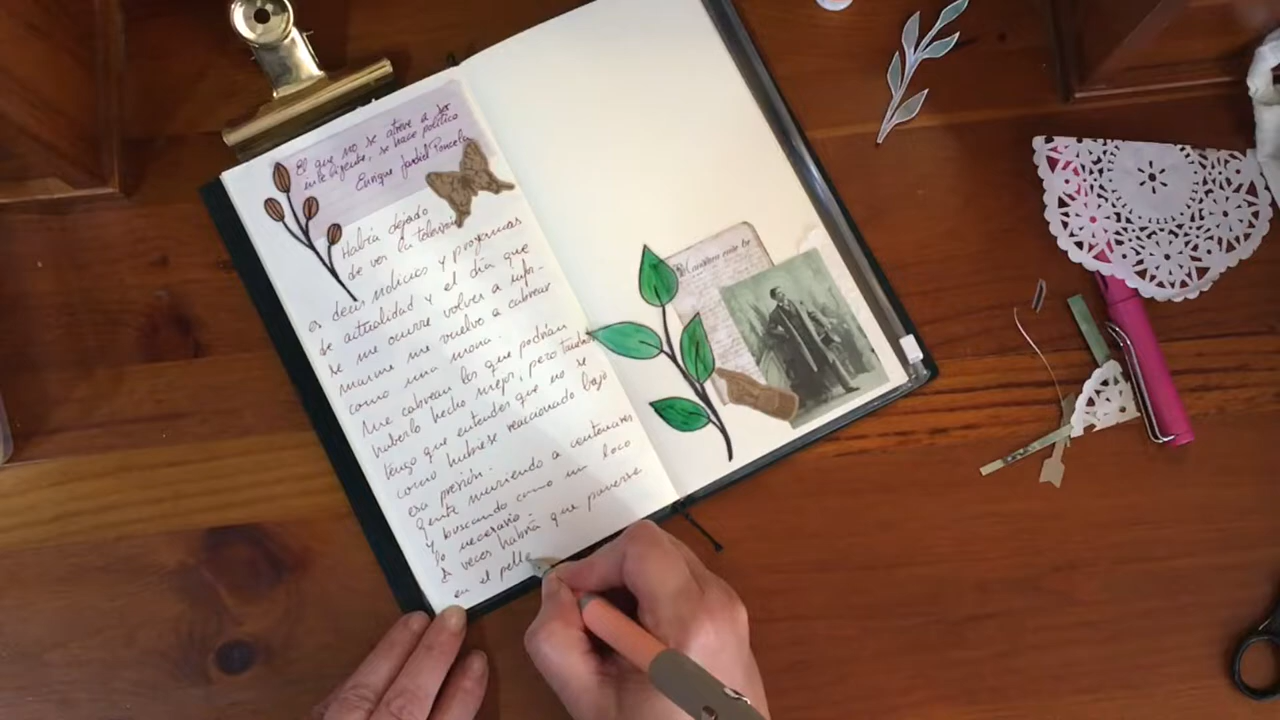 El que no se atreve a ser
inteligente, se hace político
Enrique Jardiel Poncela
Había dejado
de ver la televisión
es decir noticias y programas
de actualidad y el día que
se me ocurre volver a infor-
marme me vuelvo a cabrear
como una mona.
Me cabrean los que podrían
haberlo hecho mejor, pero también
tengo que entender que no se
como hubiese reaccionado bajo
esa presión.
Gente muriendo a centenares
y buscando como un loco
lo necesario.
A veces habría que ponerse
en el pelle